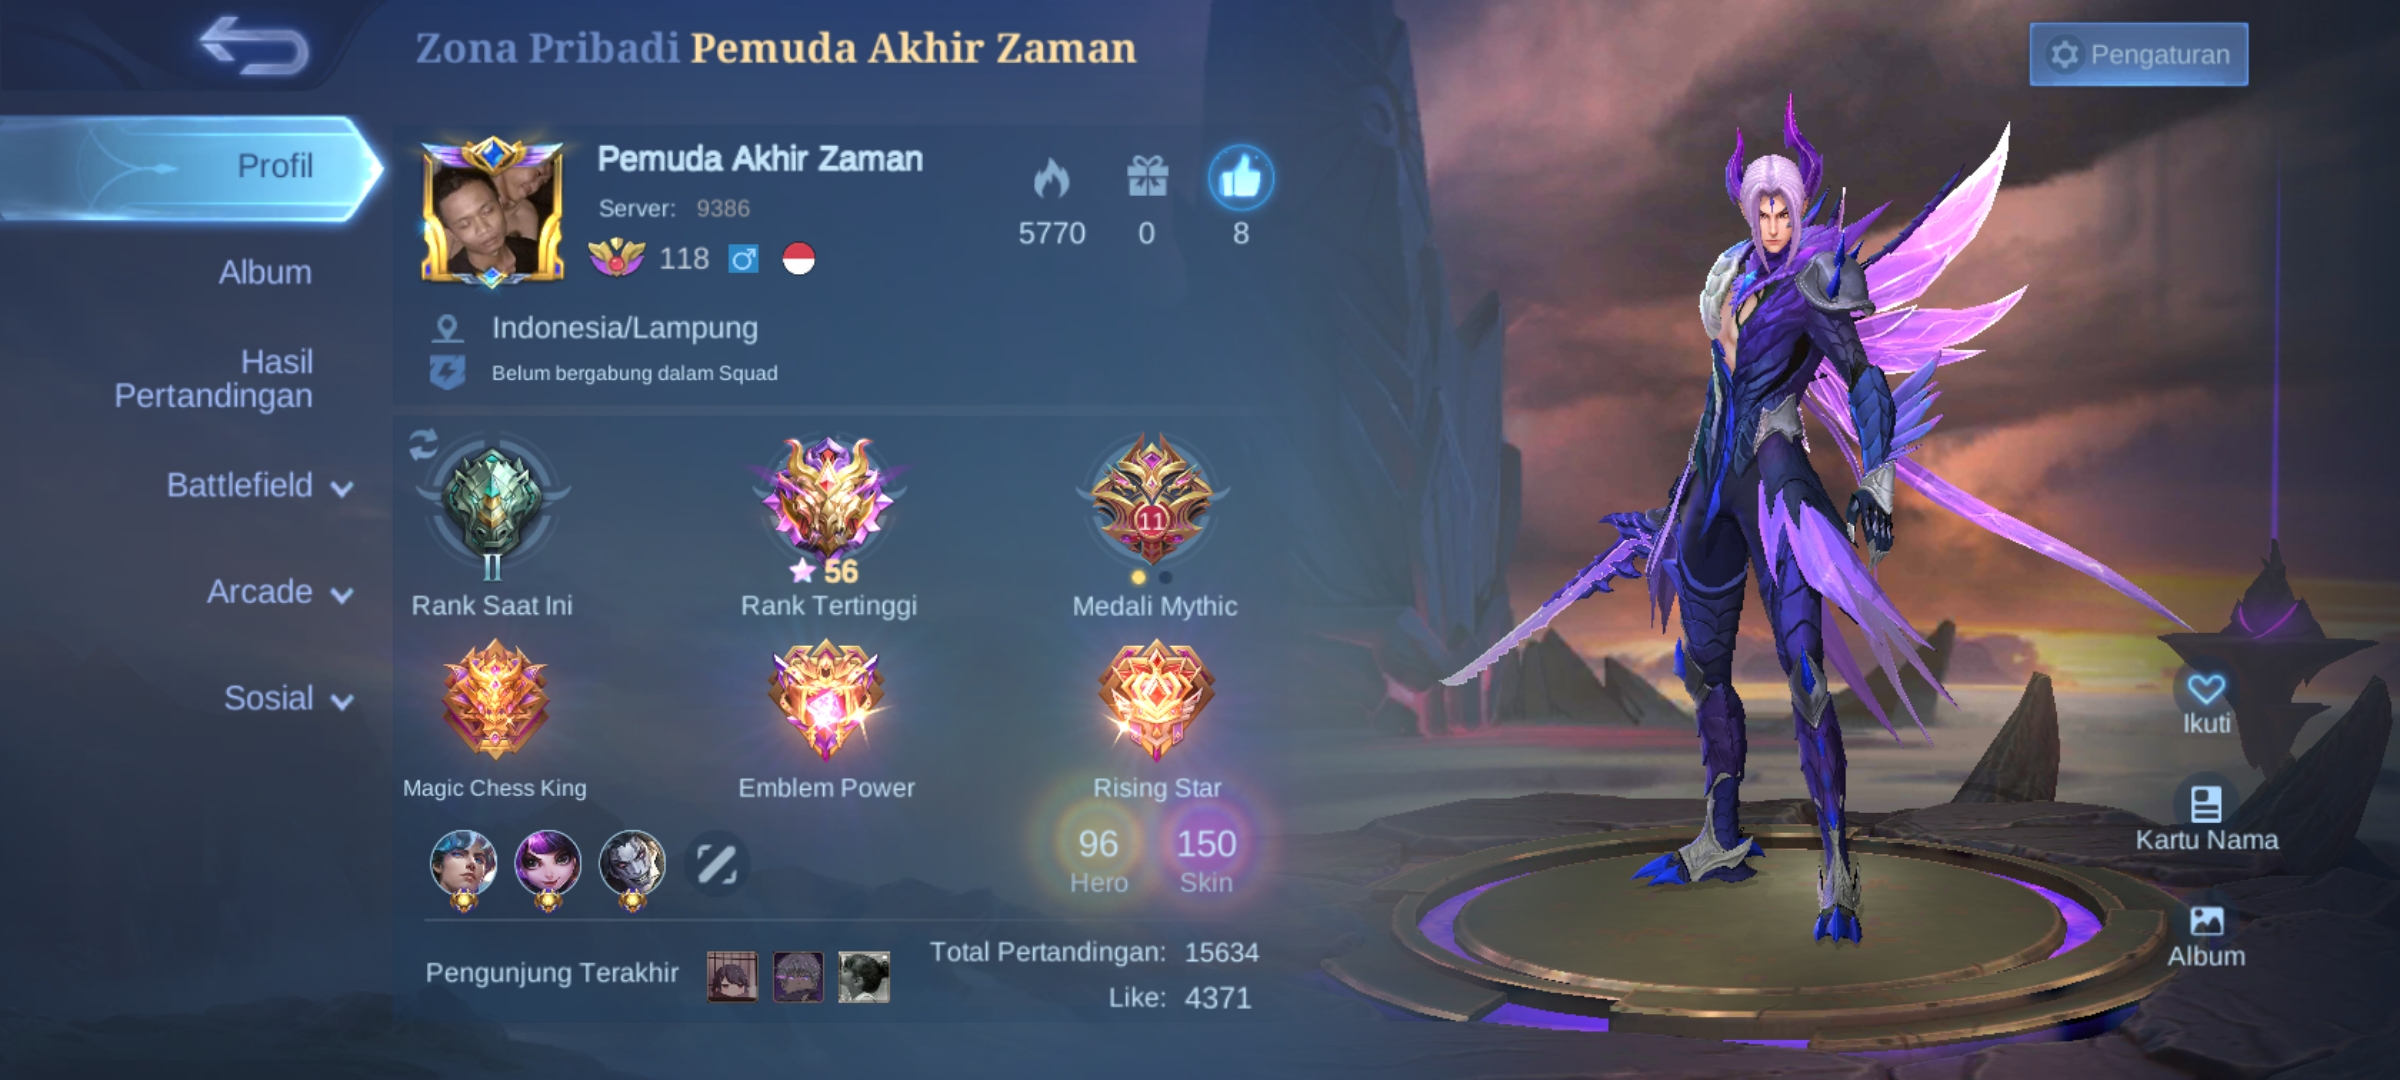 Zona Pribadi Pemuda Akhir Zaman
Pengaturan
Profil
Album
Hasil
Pertandingan
Battlefield
Arcade
Sosial
Pemuda Akhir Zaman
Server: 9386
118
5770
0
8
Indonesia/Lampung
Belum bergabung dalam Squad
II
56
11
Rank Saat Ini
Rank Tertinggi
Medali Mythic
Magic Chess King
Emblem Power
Rising Star
96
Hero
150
Skin
Pengunjung Terakhir
Total Pertandingan: 15634
Like: 4371
Ikuti
Kartu Nama
Album